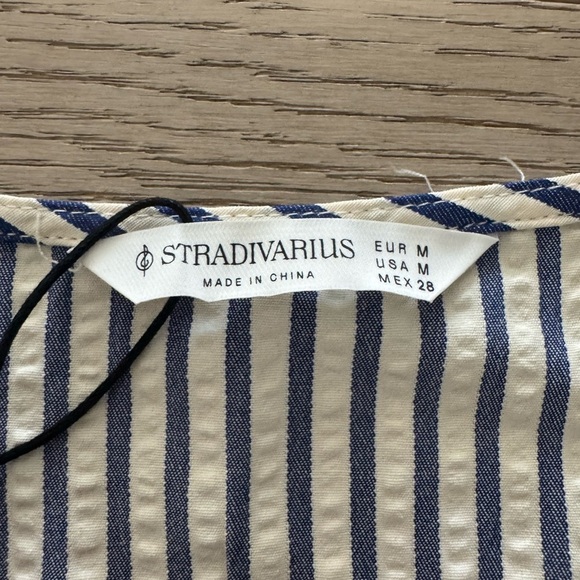 STRADIVARIUS
MADE IN CHINA
EUR M
USA M
MEX 28